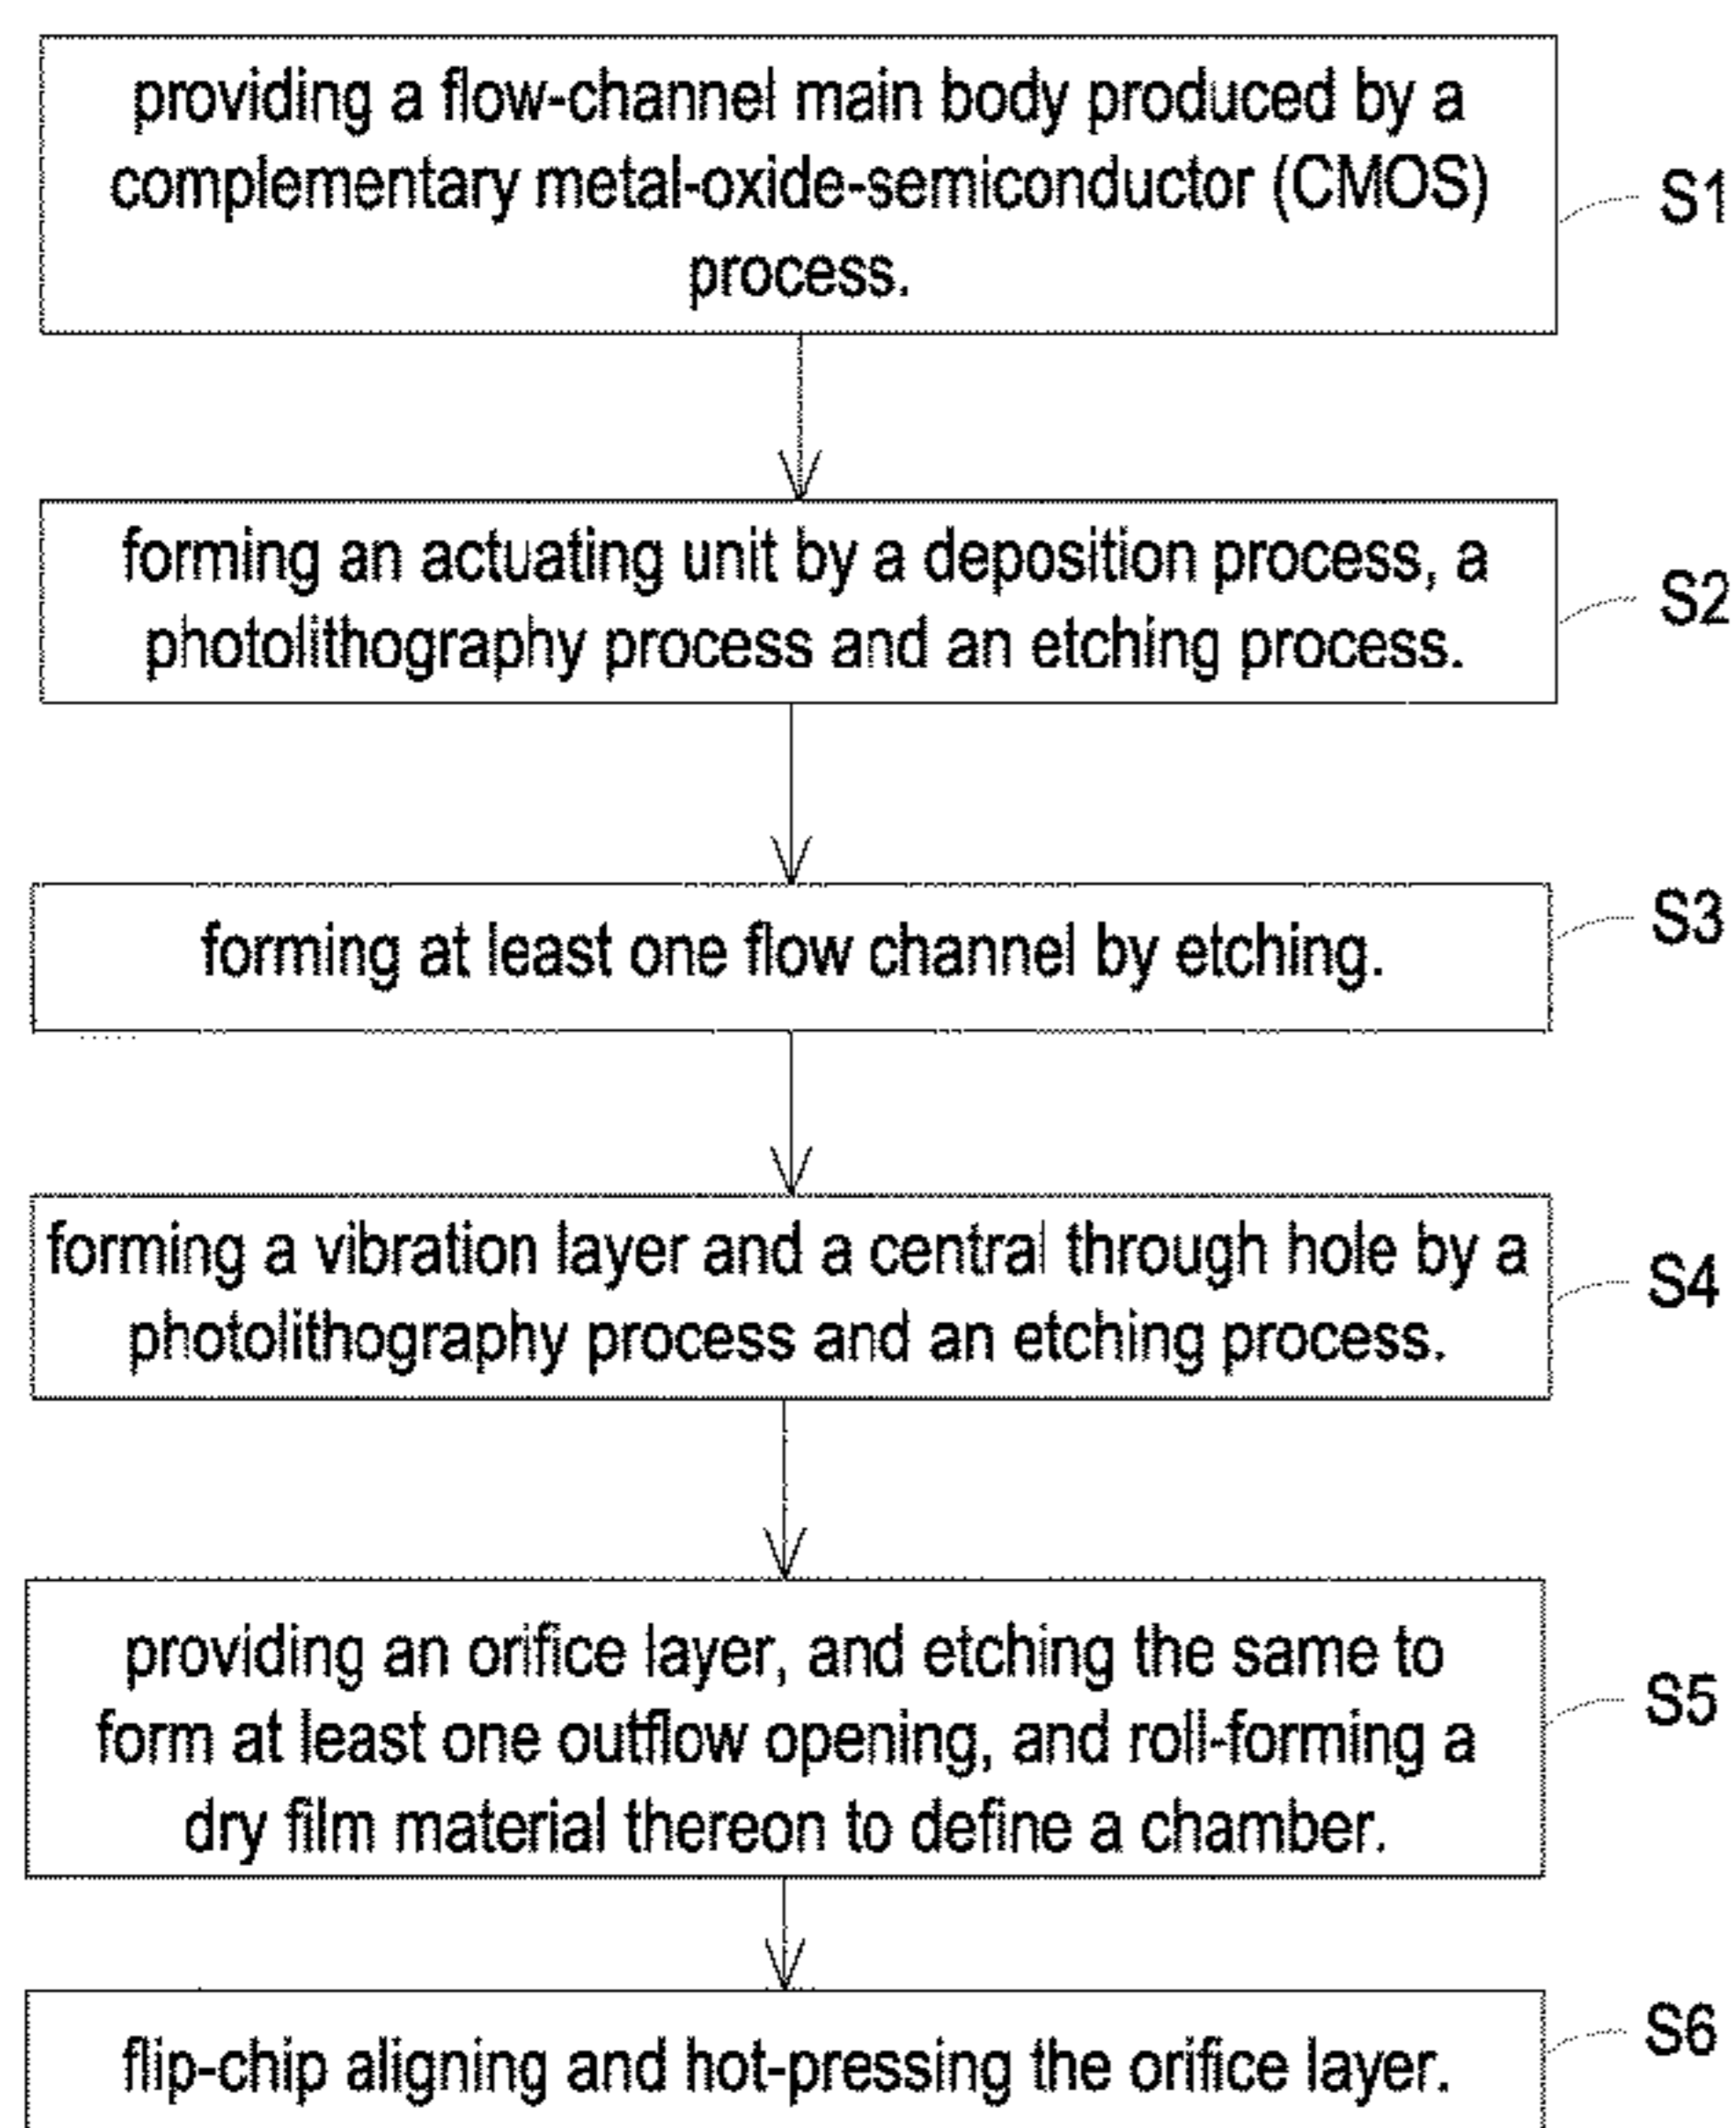 providing a flow-channel main body produced by a
complementary metal-oxide-semiconductor (CMOS)
process.
S1
forming an actuating unit by a deposition process, a
photolithography process and an etching process.
S2
forming at least one flow channel by etching.
S3
forming a vibration layer and a central through hole by a
photolithography process and an etching process.
S4
providing an orifice layer, and etching the same to
form at least one outflow opening, and roll-forming a
dry film material thereon to define a chamber.
S5
flip-chip aligning and hot-pressing the orifice layer.
S6